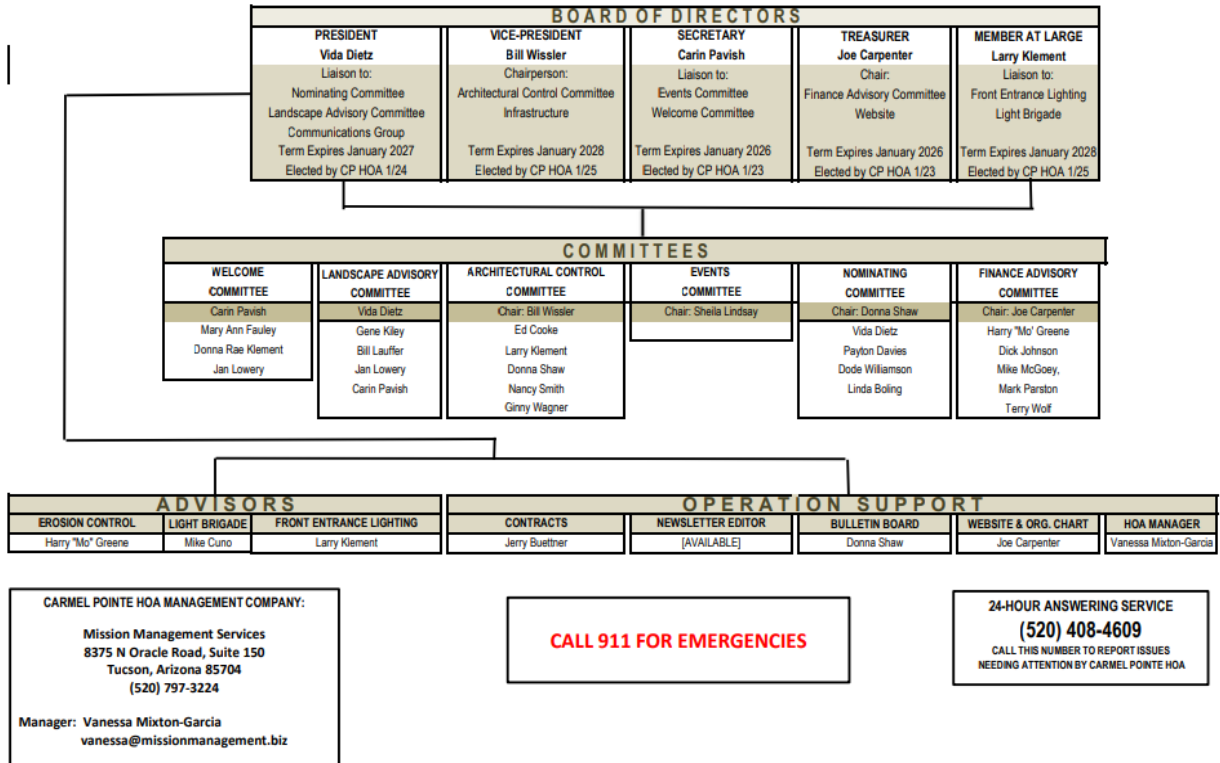 BOARD OF DIRECTORS
PRESIDENT
Vida Dietz
Liaison to:
Nominating Committee
Landscape Advisory Committee
Communications Group
Term Expires January 2027
Elected by CP HOA 1/24
VICE-PRESIDENT
Bill Wissler
Chairperson:
Architectural Control Committee
Infrastructure
Term Expires January 2028
Elected by CP HOA 1/25
SECRETARY
Carin Pavish
Liaison to:
Events Committee
Welcome Committee
Term Expires January 2026
Elected by CP HOA 1/23
TREASURER
Joe Carpenter
Chair:
Finance Advisory Committee
Website
Term Expires January 2026
Elected by CP HOA 1/23
MEMBER AT LARGE
Larry Klement
Liaison to:
Front Entrance Lighting
Light Brigade
Term Expires January 2028
Elected by CP HOA 1/25
COMMITTEES
WELCOME
COMMITTEE
Carin Pavish
Mary Ann Fauley
Donna Rae Klement
Jan Lowery
LANDSCAPE ADVISORY
COMMITTEE
Vida Dietz
Gene Kiley
Bill Lauffer
Jan Lowery
Carin Pavish
ARCHITECTURAL CONTROL
COMMITTEE
Chair: Bill Wissler
Ed Cooke
Larry Klement
Donna Shaw
Nancy Smith
Ginny Wagner
EVENTS
COMMITTEE
Chair: Sheila Lindsay
NOMINATING
COMMITTEE
Chair: Donna Shaw
Vida Dietz
Payton Davies
Dode Williamson
Linda Boling
FINANCE ADVISORY
COMMITTEE
Chair: Joe Carpenter
Harry "Mo' Greene
Dick Johnson
Mike McGoey,
Mark Parston
Terry Wolf
ADVISORS
EROSION CONTROL
Harry "Mo" Greene
LIGHT BRIGADE
Mike Cuno
FRONT ENTRANCE LIGHTING
Larry Klement
OPERATION SUPPORT
CONTRACTS
Jerry Buettner
NEWSLETTER EDITOR
[AVAILABLE]
BULLETIN BOARD
Donna Shaw
WEBSITE & ORG. CHART
Joe Carpenter
HOA MANAGER
Vanessa Mixton-Garcia
CARMEL POINTE HOA MANAGEMENT COMPANY:
Mission Management Services
8375 N Oracle Road, Suite 150
Tucson, Arizona 85704
(520) 797-3224
Manager: Vanessa Mixton-Garcia
vanessa@missionmanagement.biz
CALL 911 FOR EMERGENCIES
24-HOUR ANSWERING SERVICE
(520) 408-4609
CALL THIS NUMBER TO REPORT ISSUES
NEEDING ATTENTION BY CARMEL POINTE HOA